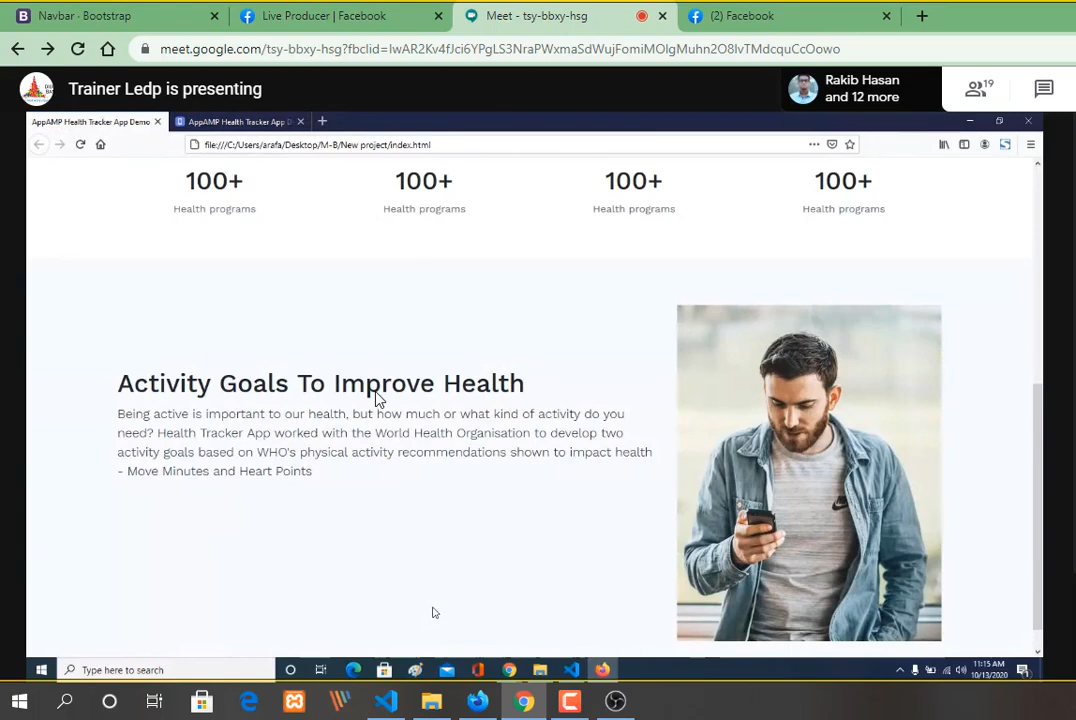 Navbar · Bootstrap
Live Producer | Facebook
Meet - tsy-bbxy-hsg
(2) Facebook
meet.google.com/tsy-bbxy-hsg?fbclid=IwAR2Kv4fJci6YPgLS3NraPWxmaSdWujFomiMOlgMuhn2O8IvTMdcquCcOowo
Trainer Ledp is presenting
Rakib Hasan
and 12 more
19
AppAMP Health Tracker App Demo
AppAMP Health Tracker App D
file:///C:/Users/arafa/Desktop/M-B/New project/index.html
100+ 100+ 100+ 100+
Health programs Health programs Health programs Health programs
Activity Goals To Improve Health
Being active is important to our health, but how much or what kind of activity do you
need? Health Tracker App worked with the World Health Organisation to develop two
activity goals based on WHO's physical activity recommendations shown to impact health
- Move Minutes and Heart Points
Type here to search
11:15 AM
10/13/2020